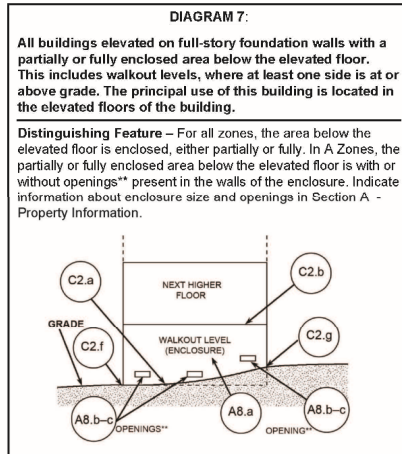 DIAGRAM 7:
All buildings elevated on full-story foundation walls with a
partially or fully enclosed area below the elevated floor.
This includes walkout levels, where at least one side is at or
above grade. The principal use of this building is located in
the elevated floors of the building.
Distinguishing Feature – For all zones, the area below the
elevated floor is enclosed, either partially or fully. In A Zones, the
partially or fully enclosed area below the elevated floor is with or
without openings** present in the walls of the enclosure. Indicate
information about enclosure size and openings in Section A -
Property Information.
C2.a
C2.b
NEXT HIGHER
FLOOR
GRADE
C2.f
WALKOUT LEVEL
(ENCLOSURE)
C2.g
A8.b–c
OPENINGS**
A8.a
OPENING**
A8.b–c